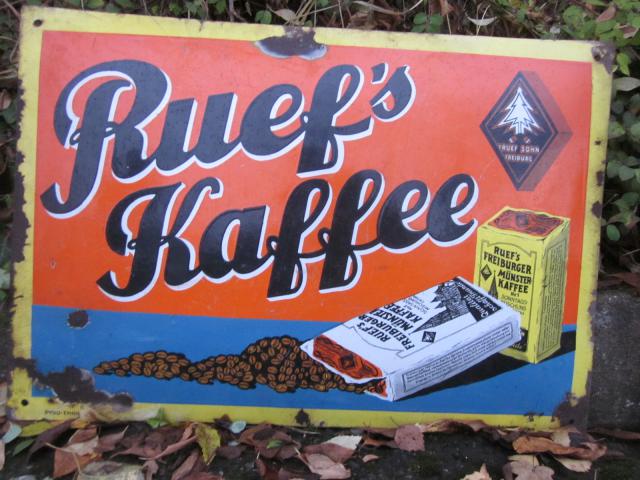 Ruef's
Kaffee
F.RUEF SOHN
FREIBURG
RUEF'S
FREIBURGER
MÜNSTER-
KAFFEE
RUEF'S
FREIBURGER
MÜNSTER
KAFFEE